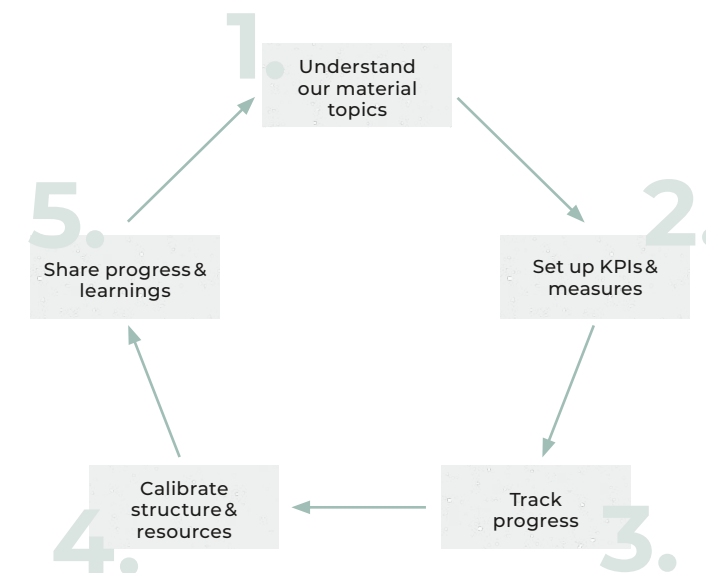 1.
Understand
our material
topics
2.
Set up KPIs &
measures
3.
Track
progress
4.
Calibrate
structure &
resources
5.
Share progress &
learnings